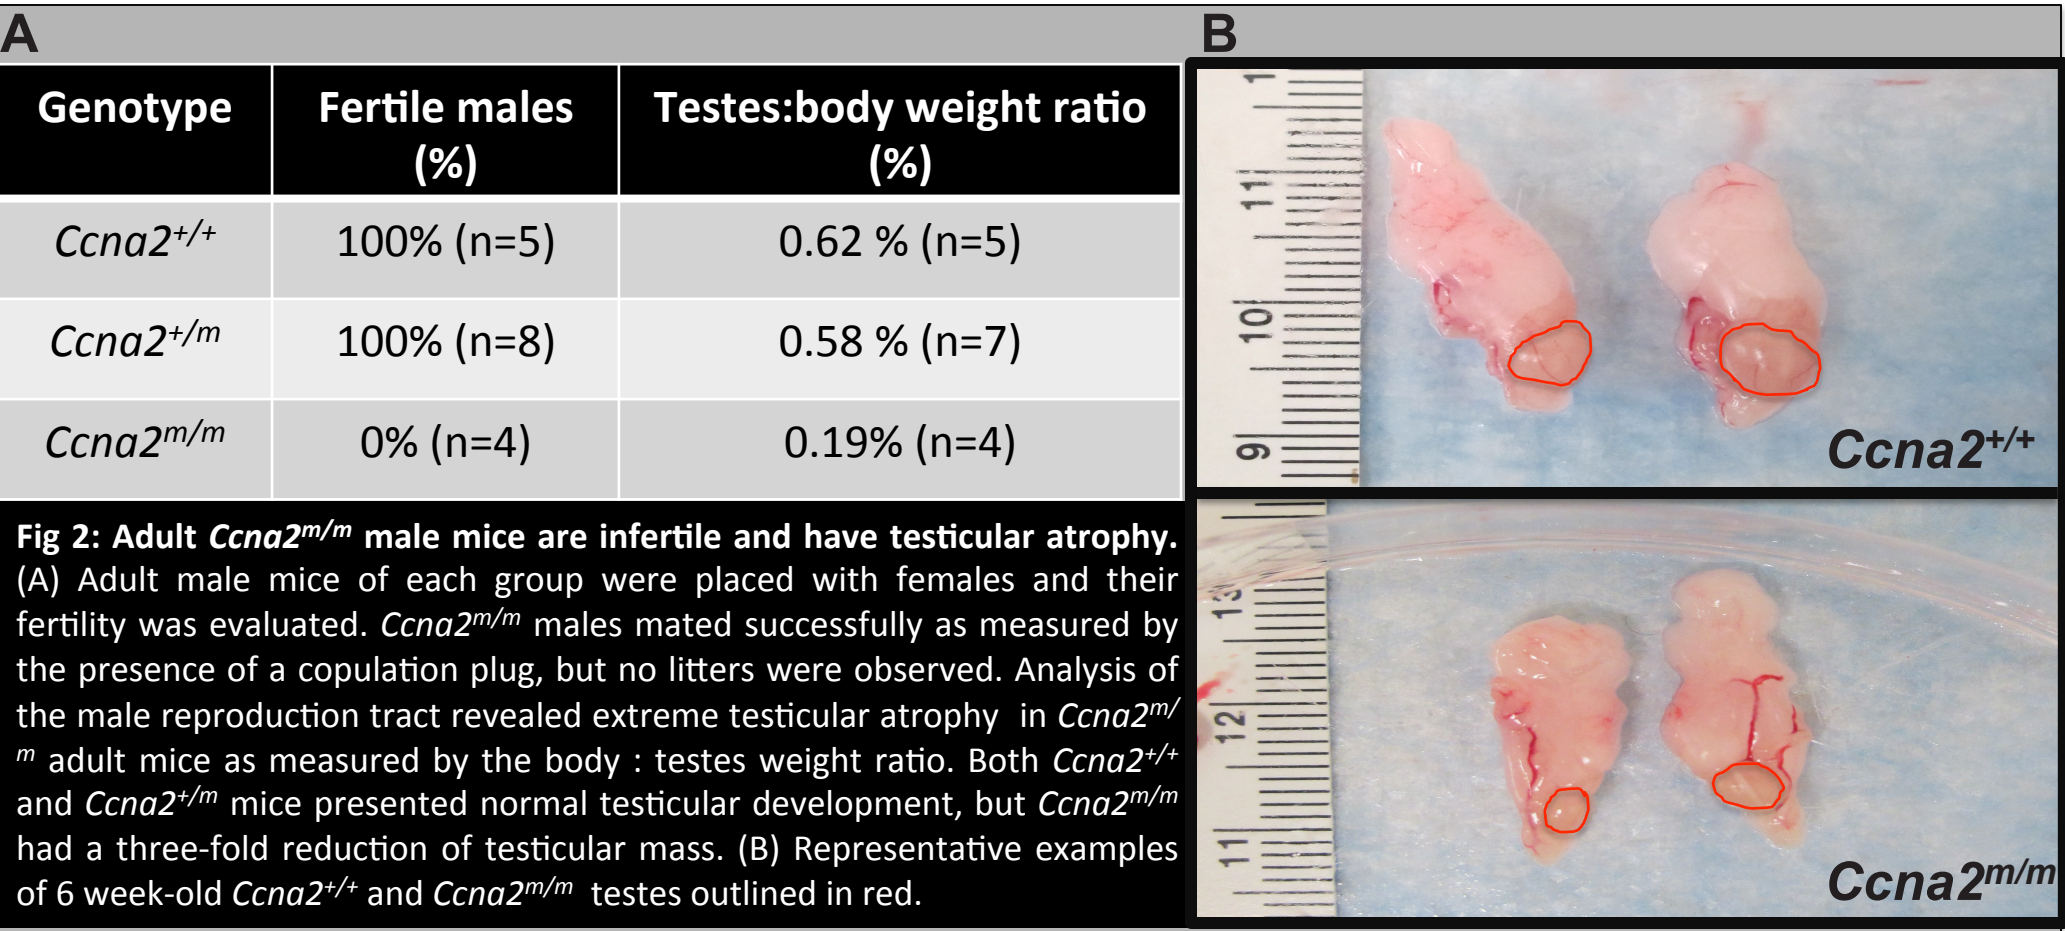 A
Genotype Fertile males (%) Testes:body weight ratio (%)
Ccna2+/+ 100% (n=5) 0.62 % (n=5)
Ccna2+/m 100% (n=8) 0.58 % (n=7)
Ccna2m/m 0% (n=4) 0.19% (n=4)
Fig 2: Adult Ccna2m/m male mice are infertile and have testicular atrophy.
(A) Adult male mice of each group were placed with females and their
fertility was evaluated. Ccna2m/m males mated successfully as measured by
the presence of a copulation plug, but no litters were observed. Analysis of
the male reproduction tract revealed extreme testicular atrophy in Ccna2m/
m adult mice as measured by the body : testes weight ratio. Both Ccna2+/+
and Ccna2+/m mice presented normal testicular development, but Ccna2m/m
had a three-fold reduction of testicular mass. (B) Representative examples
of 6 week-old Ccna2+/+ and Ccna2m/m testes outlined in red.
B
1
11
10
9
Ccna2+/+
13
12
11
Ccna2m/m